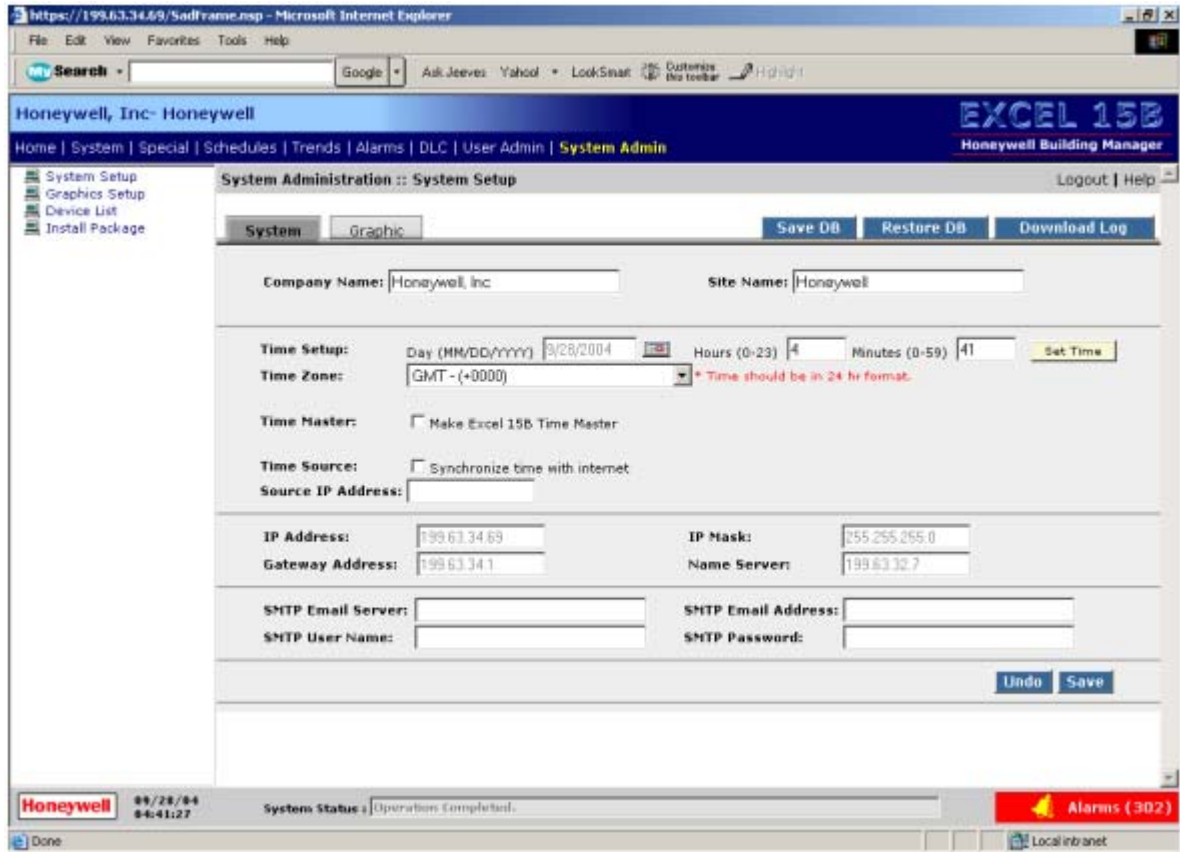 https://199.63.34.69/SadFrame.nsp - Microsoft Internet Explorer
File Edit View Favorites Tools Help
My Search Google Ask Jeeves Yahoo! LookSmart Customize this toolbar Highlight
Honeywell, Inc- Honeywell
EXCEL 15B
Home | System | Special | Schedules | Trends | Alarms | DLC | User Admin | System Admin
Honeywell Building Manager
System Setup
Graphics Setup
Device List
Install Package
System Administration :: System Setup
Logout | Help
System Graphic Save DB Restore DB Download Log
Company Name: Honeywell, Inc Site Name: Honeywell
Time Setup: Day (MM/DD/YYYY) 9/28/2004 Hours (0-23) 4 Minutes (0-59) 41 Set Time
Time Zone: GMT - (+0000) * Time should be in 24 hr format.
Time Master: Make Excel 15B Time Master
Time Source: Synchronize time with internet
Source IP Address:
IP Address: 199.63.34.69 IP Mask: 255.255.255.0
Gateway Address: 199.63.34.1 Name Server: 199.63.32.7
SMTP Email Server: SMTP Email Address:
SMTP User Name: SMTP Password:
Undo Save
Honeywell 09/28/04 04:41:27 System Status : Operation Completed. Alarms (302)
Done Local intranet